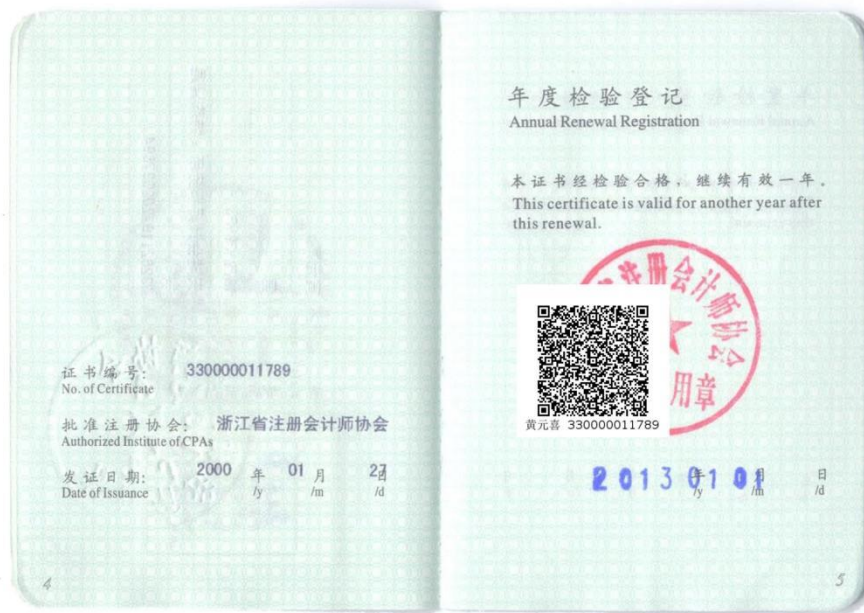 证书编号: 330000011789
No. of Certificate
批准注册协会: 浙江省注册会计师协会
Authorized Institute of CPAs
发证日期: 2000 年 01 月 27 日
Date of Issuance /y /m /d
4
年度检验登记
Annual Renewal Registration
本证书经检验合格，继续有效一年。
This certificate is valid for another year after
this renewal.
注册会计师协会
用章
黄元喜 330000011789
2013 年 01 月 01 日
/y /m /d
5